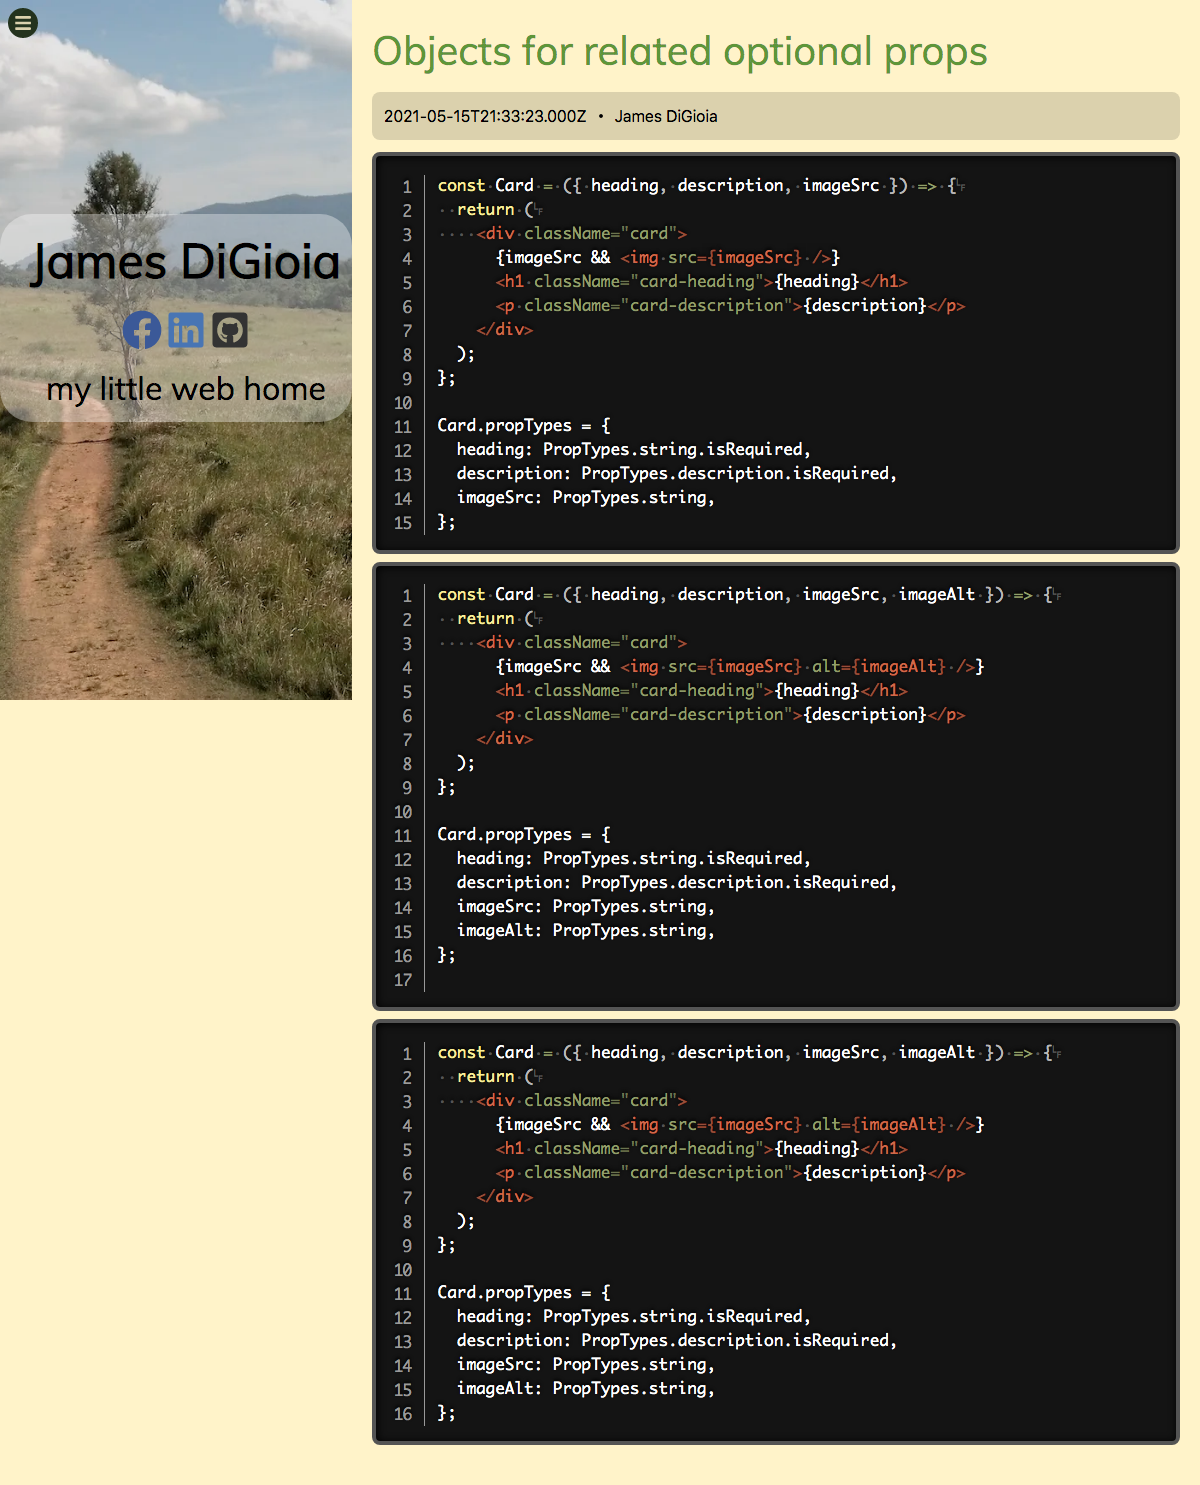 James DiGioia
my little web home
Objects for related optional props
2021-05-15T21:33:23.000Z • James DiGioia
1 const Card = ({ heading, description, imageSrc }) => {
2   return (
3     <div className="card">
4       {imageSrc && <img src={imageSrc} />}
5       <h1 className="card-heading">{heading}</h1>
6       <p className="card-description">{description}</p>
7     </div>
8   );
9 };
10
11 Card.propTypes = {
12   heading: PropTypes.string.isRequired,
13   description: PropTypes.description.isRequired,
14   imageSrc: PropTypes.string,
15 };
1 const Card = ({ heading, description, imageSrc, imageAlt }) => {
2   return (
3     <div className="card">
4       {imageSrc && <img src={imageSrc} alt={imageAlt} />}
5       <h1 className="card-heading">{heading}</h1>
6       <p className="card-description">{description}</p>
7     </div>
8   );
9 };
10
11 Card.propTypes = {
12   heading: PropTypes.string.isRequired,
13   description: PropTypes.description.isRequired,
14   imageSrc: PropTypes.string,
15   imageAlt: PropTypes.string,
16 };
17
1 const Card = ({ heading, description, imageSrc, imageAlt }) => {
2   return (
3     <div className="card">
4       {imageSrc && <img src={imageSrc} alt={imageAlt} />}
5       <h1 className="card-heading">{heading}</h1>
6       <p className="card-description">{description}</p>
7     </div>
8   );
9 };
10
11 Card.propTypes = {
12   heading: PropTypes.string.isRequired,
13   description: PropTypes.description.isRequired,
14   imageSrc: PropTypes.string,
15   imageAlt: PropTypes.string,
16 };